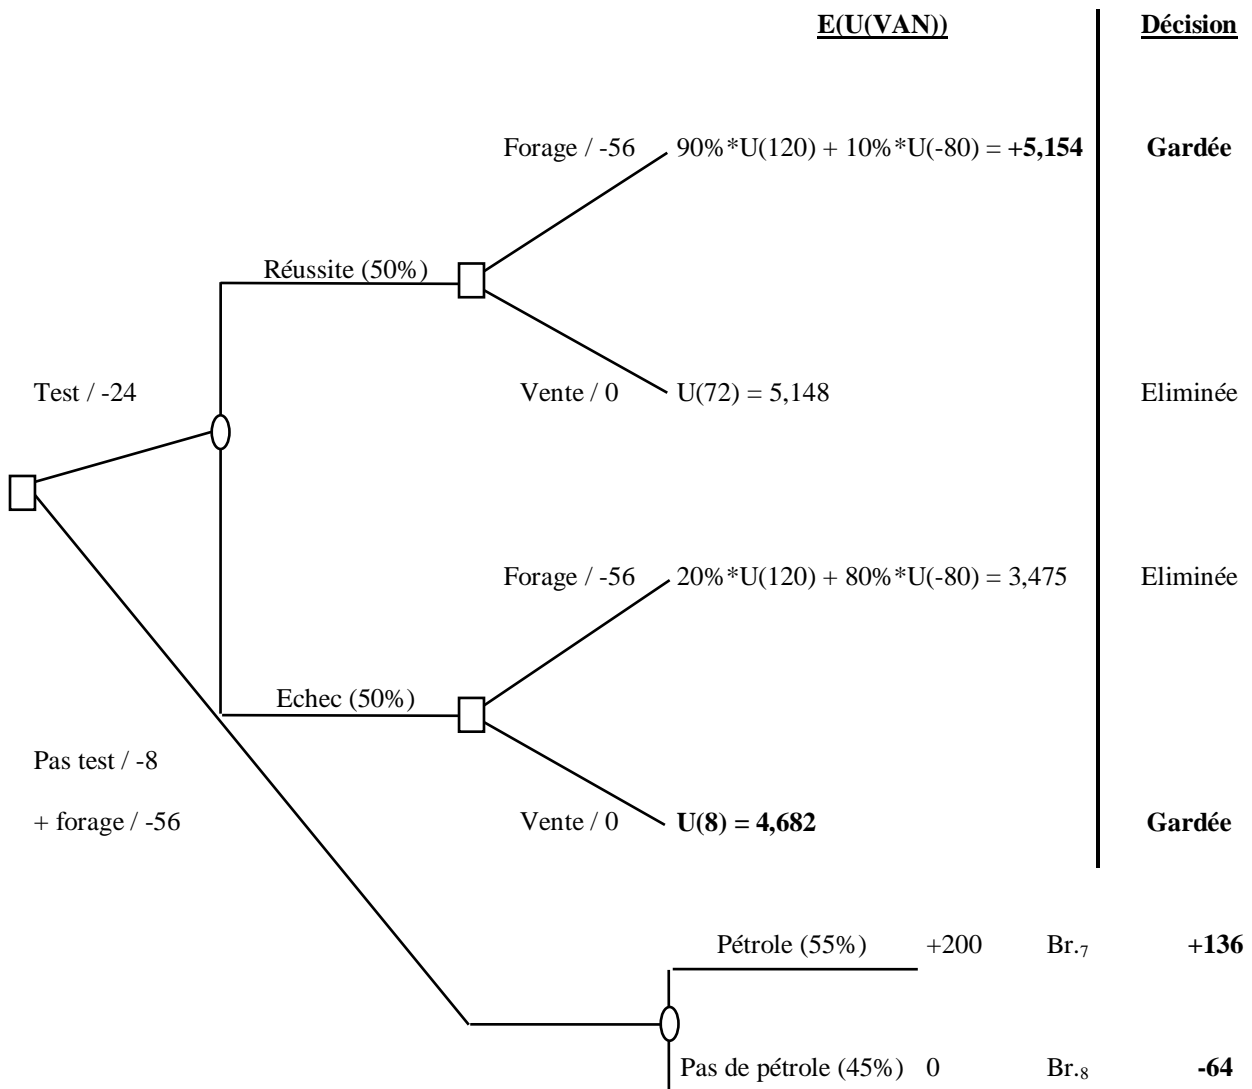 E(U(VAN)) Décision
Forage / -56 90%*U(120) + 10%*U(-80) = +5,154 Gardée
Réussite (50%)
Test / -24 Vente / 0 U(72) = 5,148 Eliminée
Forage / -56 20%*U(120) + 80%*U(-80) = 3,475 Eliminée
Echec (50%)
Pas test / -8
+ forage / -56 Vente / 0 U(8) = 4,682 Gardée
Pétrole (55%) +200 Br.₇ +136
Pas de pétrole (45%) 0 Br.₈ -64